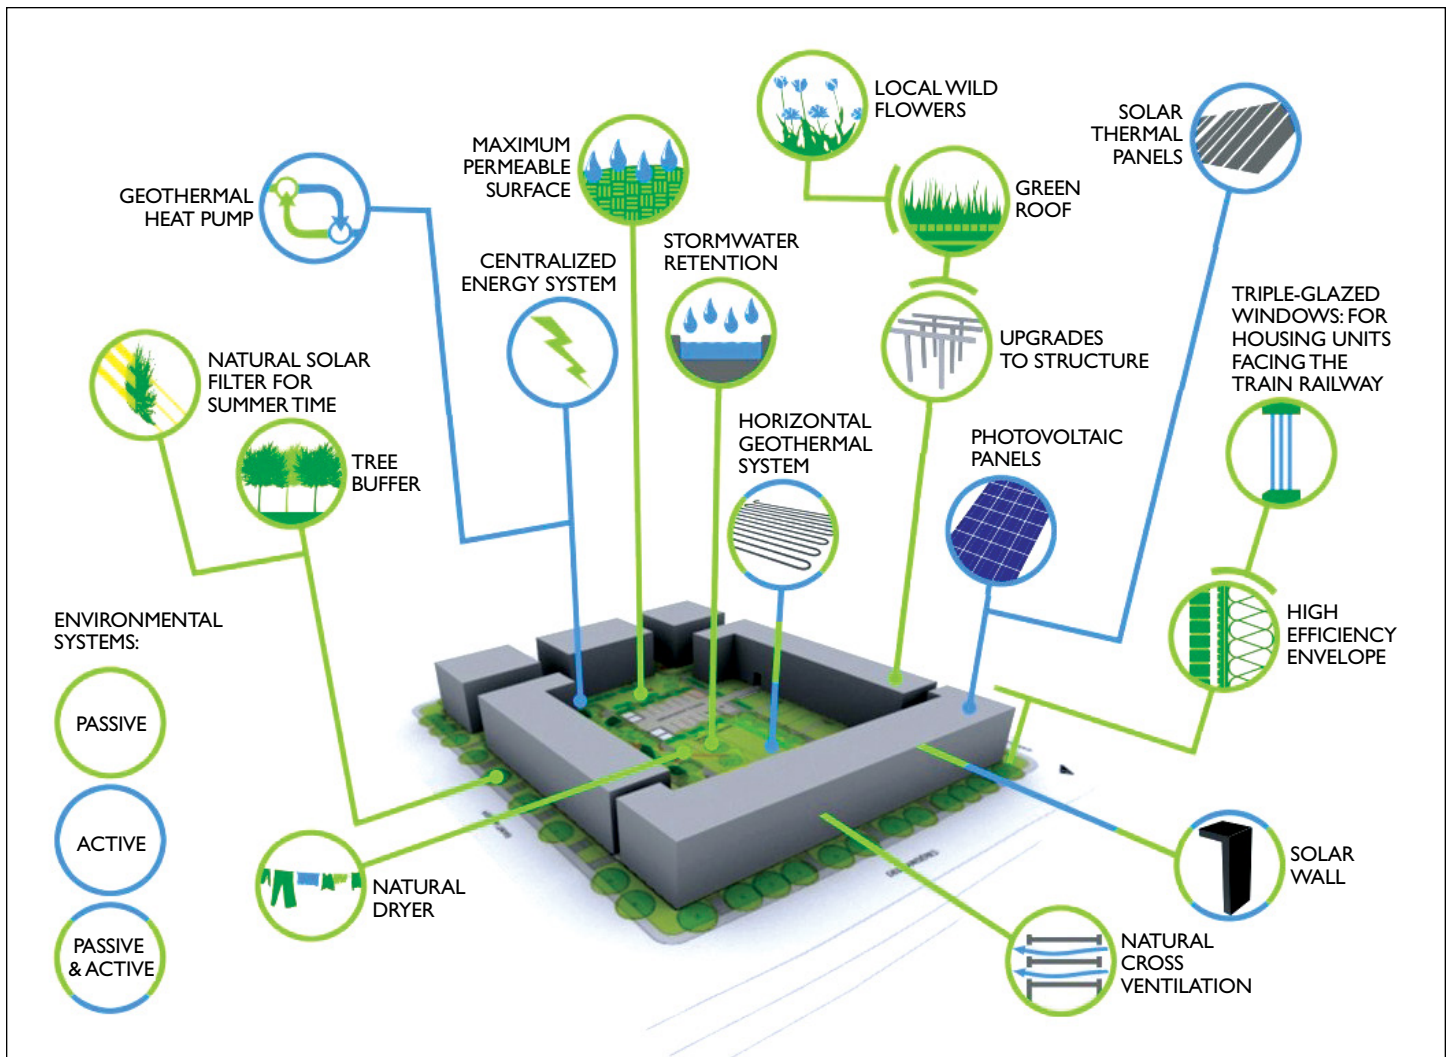 LOCAL WILD
FLOWERS
SOLAR
THERMAL
PANELS
MAXIMUM
PERMEABLE
SURFACE
GEOTHERMAL
HEAT PUMP
GREEN
ROOF
STORMWATER
RETENTION
CENTRALIZED
ENERGY SYSTEM
TRIPLE-GLAZED
WINDOWS: FOR
HOUSING UNITS
FACING THE
TRAIN RAILWAY
UPGRADES
TO STRUCTURE
NATURAL SOLAR
FILTER FOR
SUMMER TIME
HORIZONTAL
GEOTHERMAL
SYSTEM
PHOTOVOLTAIC
PANELS
TREE
BUFFER
HIGH
EFFICIENCY
ENVELOPE
ENVIRONMENTAL
SYSTEMS:
PASSIVE
ACTIVE
PASSIVE
& ACTIVE
NATURAL
DRYER
SOLAR
WALL
NATURAL
CROSS
VENTILATION